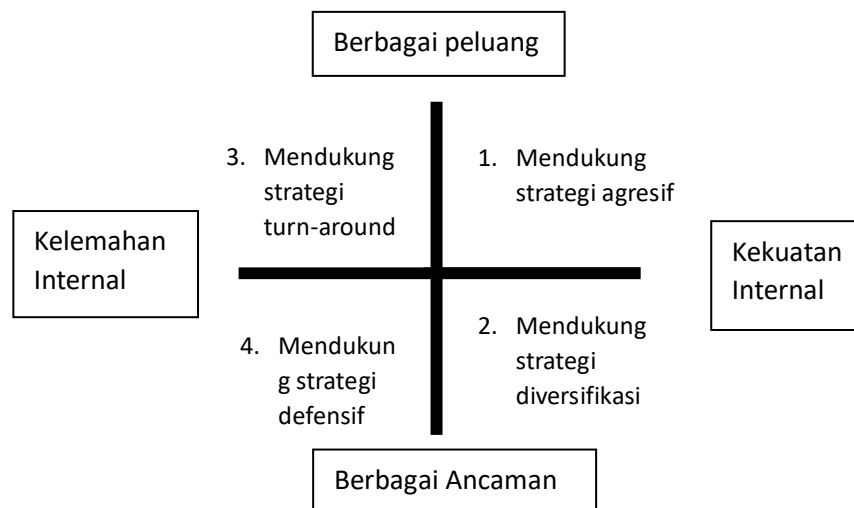 Berbagai peluang
3. Mendukung
strategi
turn-around
1. Mendukung
strategi agresif
Kelemahan
Internal
Kekuatan
Internal
4. Mendukun
g strategi
defensif
2. Mendukung
strategi
diversifikasi
Berbagai Ancaman